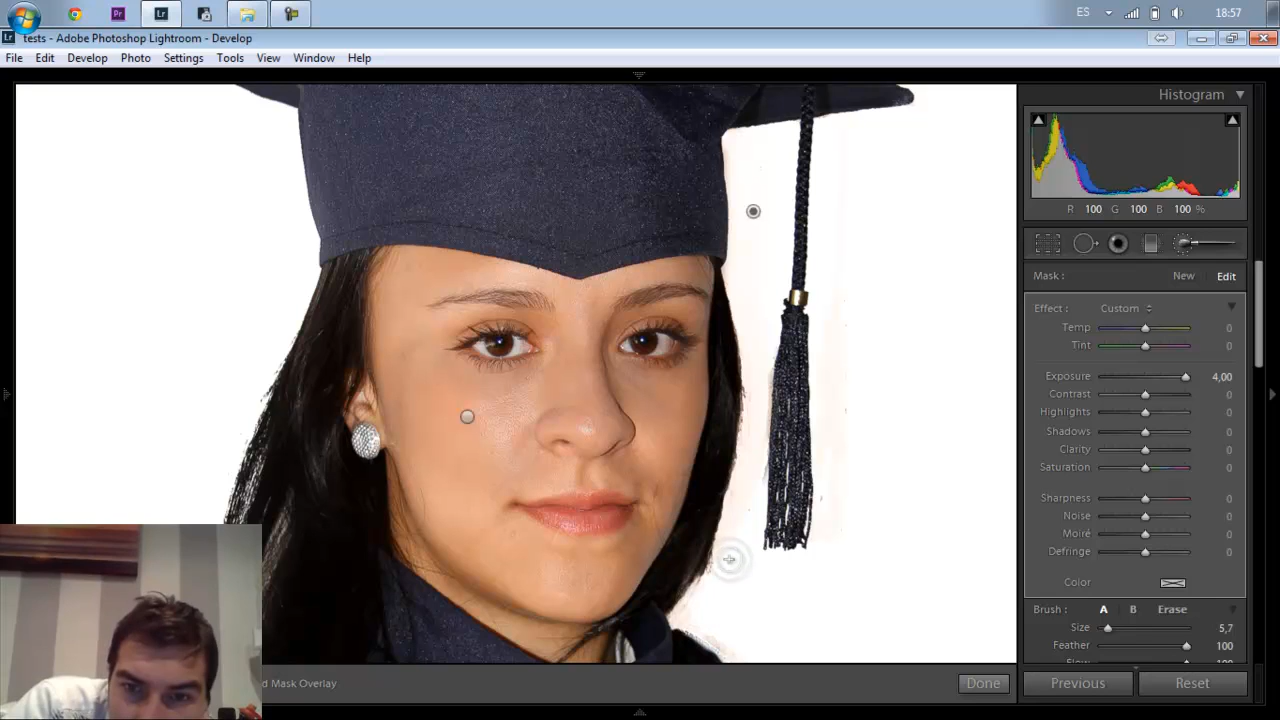 ES 18:57
tests - Adobe Photoshop Lightroom - Develop
File Edit Develop Photo Settings Tools View Window Help
Histogram
R 100 G 100 B 100 %
Mask : New Edit
Effect : Custom
Temp 0
Tint 0
Exposure 4,00
Contrast 0
Highlights 0
Shadows 0
Clarity 0
Saturation 0
Sharpness 0
Noise 0
Moiré 0
Defringe 0
Color
Brush : A B Erase
Size 5,7
Feather 100
d Mask Overlay Done Previous Reset